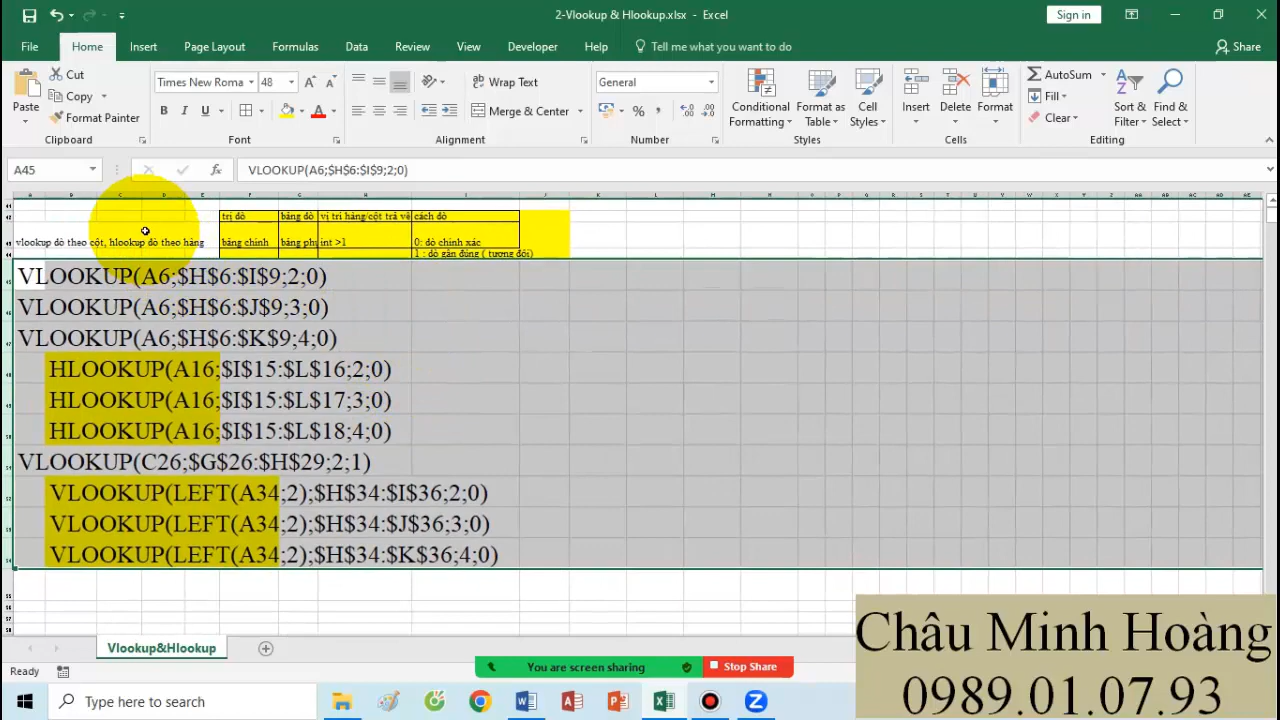 2-Vlookup & Hlookup.xlsx - Excel
Sign in
File Home Insert Page Layout Formulas Data Review View Developer Help Tell me what you want to do Share
Cut
Copy
Format Painter
Paste
Clipboard
Times New Roma 48
B I U
Font
Wrap Text
Merge & Center
Alignment
General
Number
Conditional Formatting
Format as Table
Cell Styles
Styles
Insert Delete Format
Cells
AutoSum
Fill
Clear
Sort & Filter
Find & Select
Editing
A45
VLOOKUP(A6;$H$6:$I$9;2;0)
trị dò bảng dò vị trí hàng/cột trả về cách dò
vlookup dò theo cột, hlookup dò theo hàng bảng chính bảng phụ int >1 0: dò chính xác
1 : dò gần đúng ( tương đối)
VLOOKUP(A6;$H$6:$I$9;2;0)
VLOOKUP(A6;$H$6:$J$9;3;0)
VLOOKUP(A6;$H$6:$K$9;4;0)
HLOOKUP(A16;$I$15:$L$16;2;0)
HLOOKUP(A16;$I$15:$L$17;3;0)
HLOOKUP(A16;$I$15:$L$18;4;0)
VLOOKUP(C26;$G$26:$H$29;2;1)
VLOOKUP(LEFT(A34;2);$H$34:$I$36;2;0)
VLOOKUP(LEFT(A34;2);$H$34:$J$36;3;0)
VLOOKUP(LEFT(A34;2);$H$34:$K$36;4;0)
Châu Minh Hoàng
0989.01.07.93
Vlookup&Hlookup
Ready
You are screen sharing
Stop Share
Type here to search